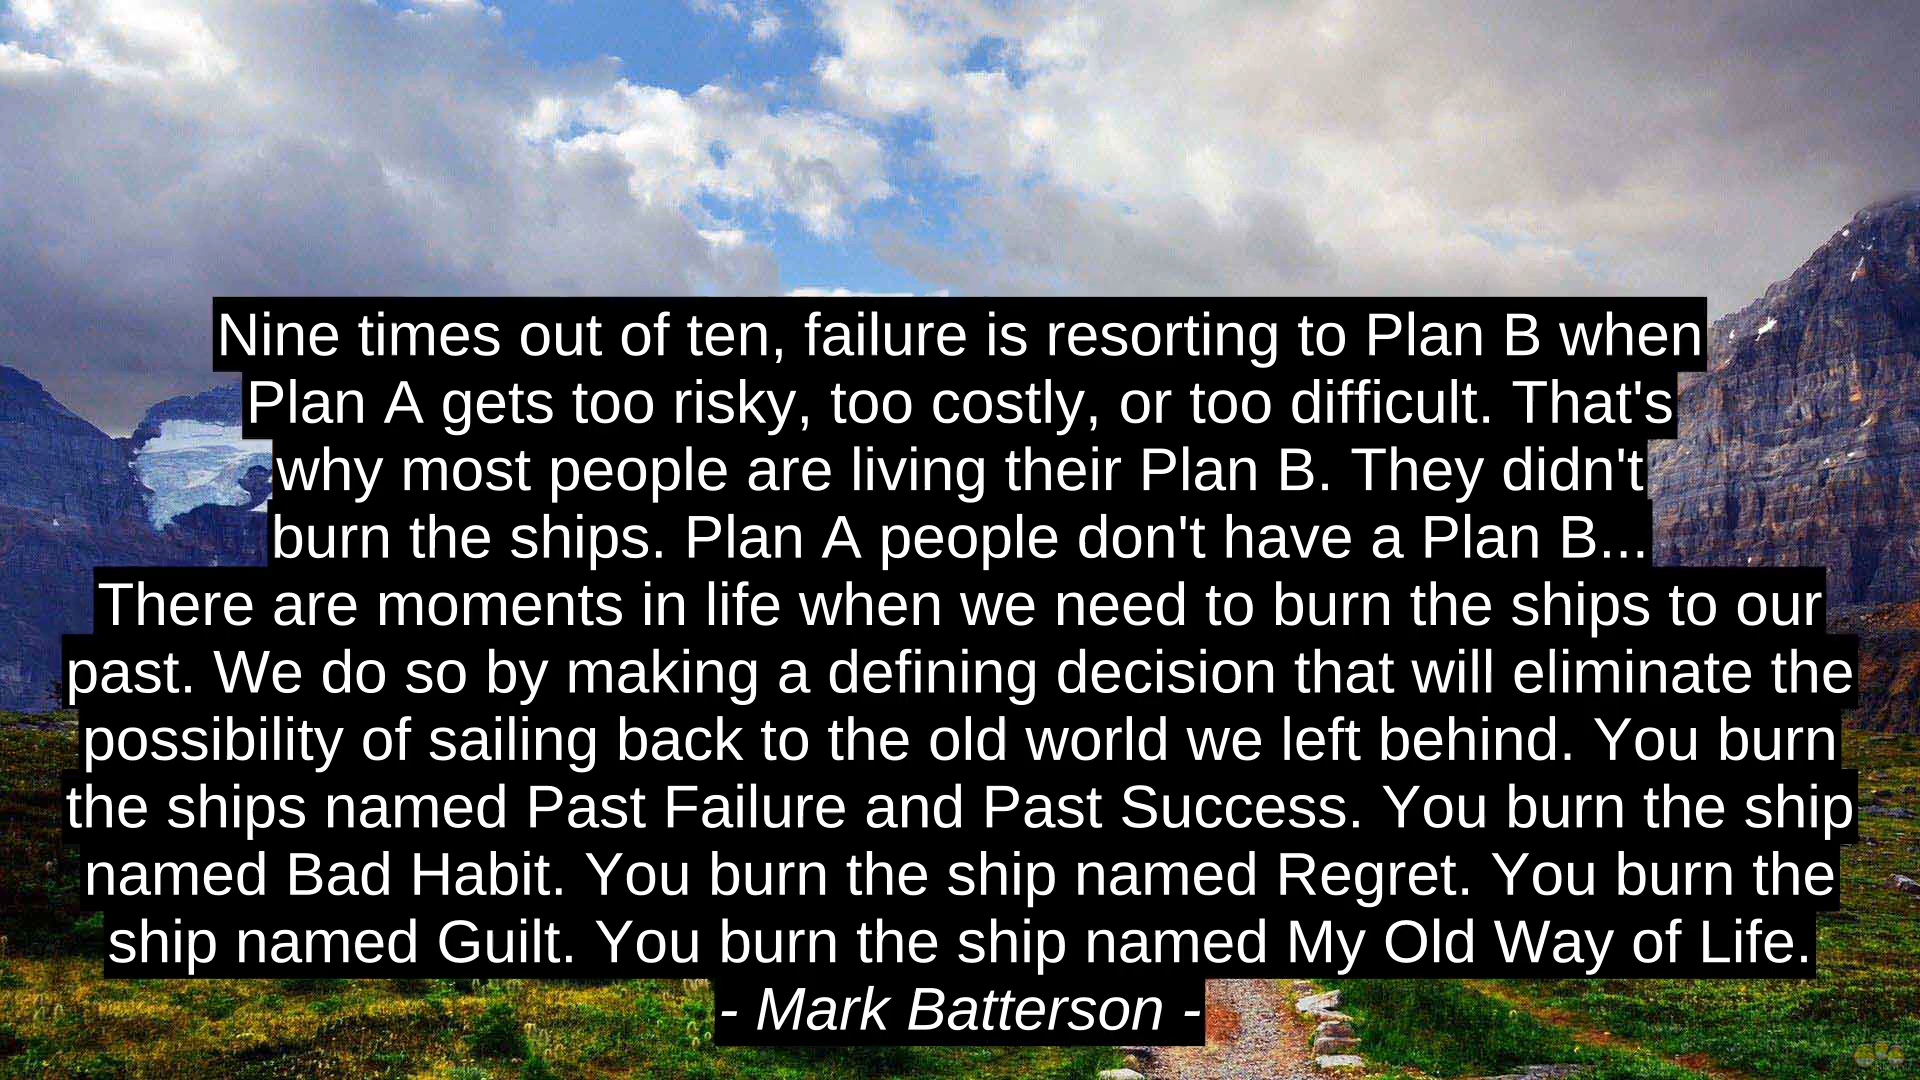 Nine times out of ten, failure is resorting to Plan B when
Plan A gets too risky, too costly, or too difficult. That's
why most people are living their Plan B. They didn't
burn the ships. Plan A people don't have a Plan B...
There are moments in life when we need to burn the ships to our
past. We do so by making a defining decision that will eliminate the
possibility of sailing back to the old world we left behind. You burn
the ships named Past Failure and Past Success. You burn the ship
named Bad Habit. You burn the ship named Regret. You burn the
ship named Guilt. You burn the ship named My Old Way of Life.
- Mark Batterson -